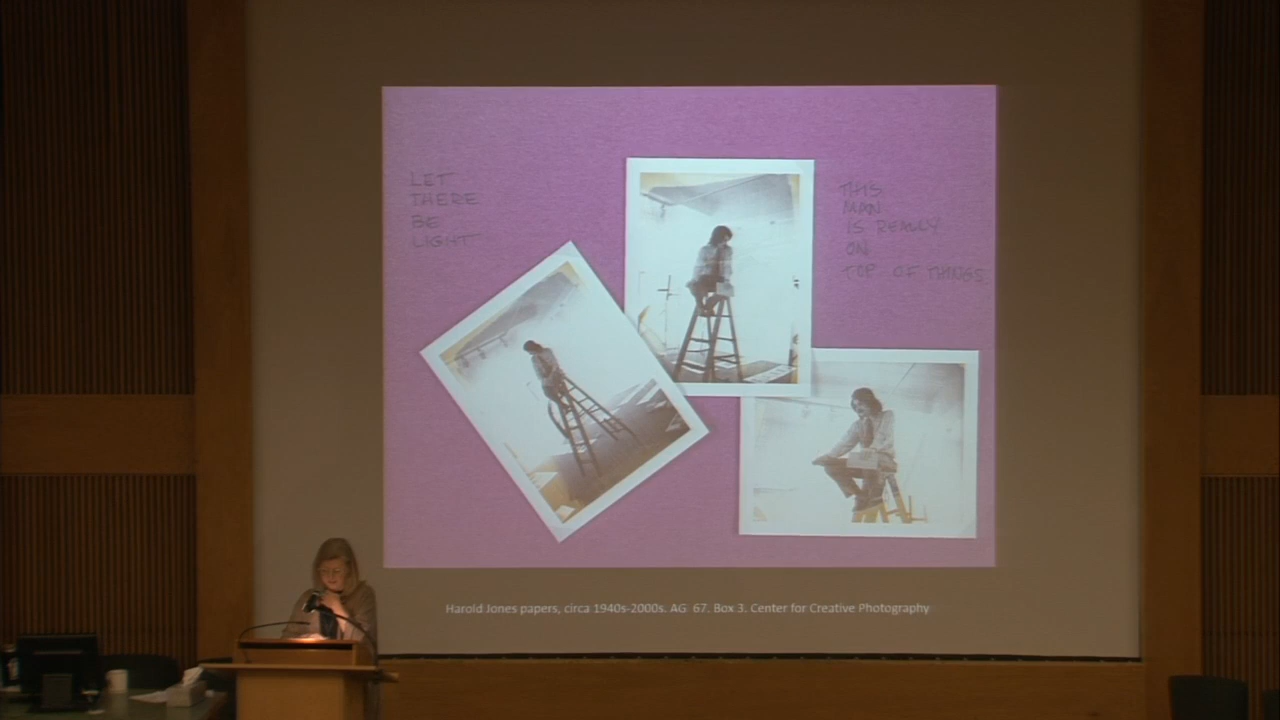 LET
THERE
BE
LIGHT
THIS
MAN
IS REALLY
ON
TOP OF THINGS.
Harold Jones papers, circa 1940s-2000s. AG 67. Box 3. Center for Creative Photography